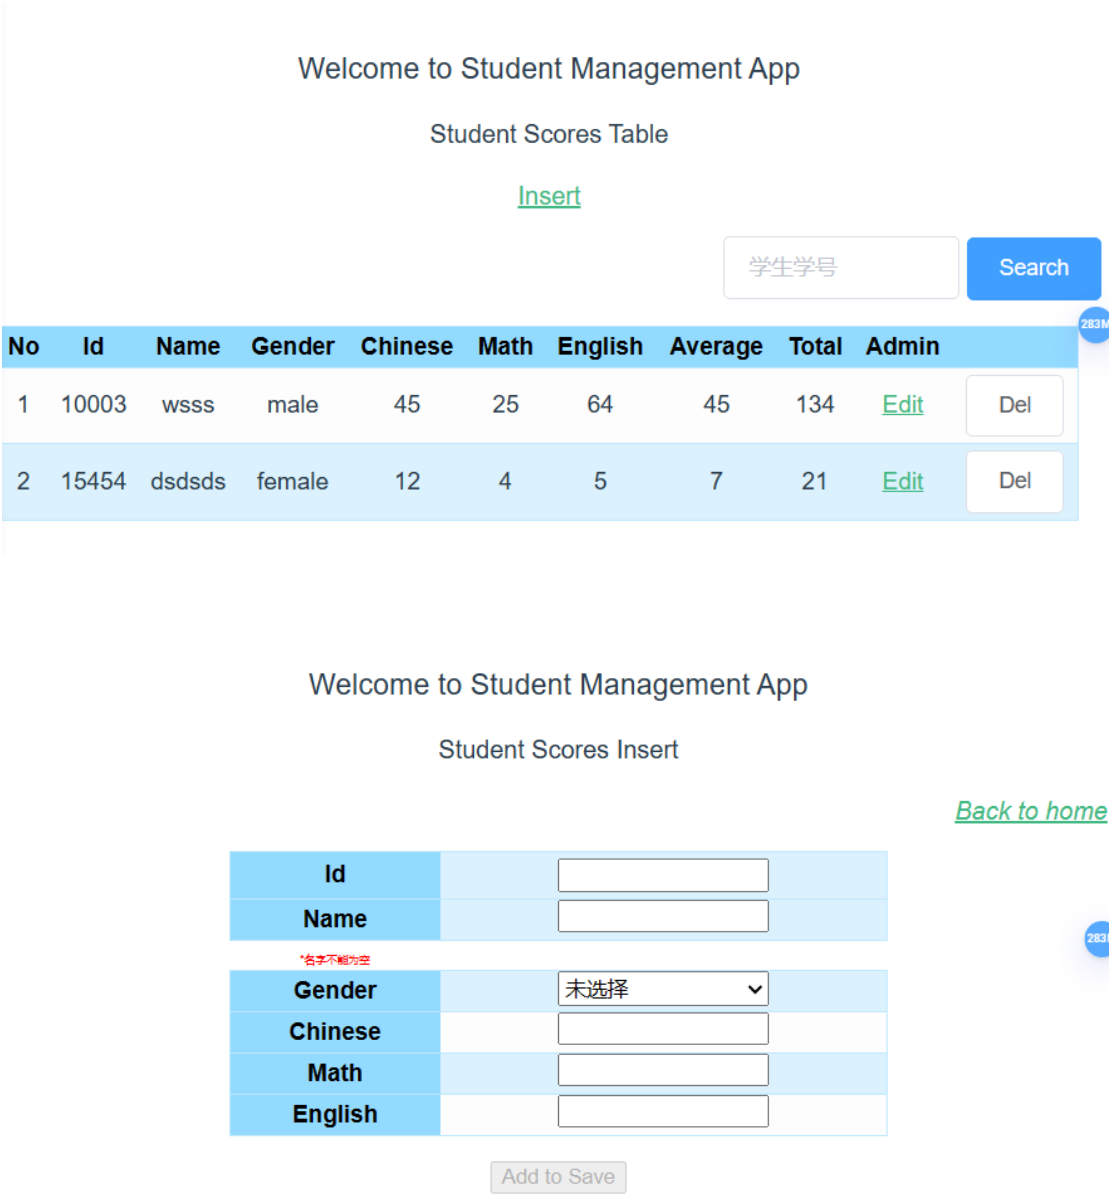 Welcome to Student Management App
Student Scores Table
Insert
学生学号 Search
283M
No Id Name Gender Chinese Math English Average Total Admin
1 10003 wsss male 45 25 64 45 134 Edit Del
2 15454 dsdsds female 12 4 5 7 21 Edit Del
Welcome to Student Management App
Student Scores Insert
Back to home
Id
Name
283
*名字不能为空
Gender 未选择
Chinese
Math
English
Add to Save